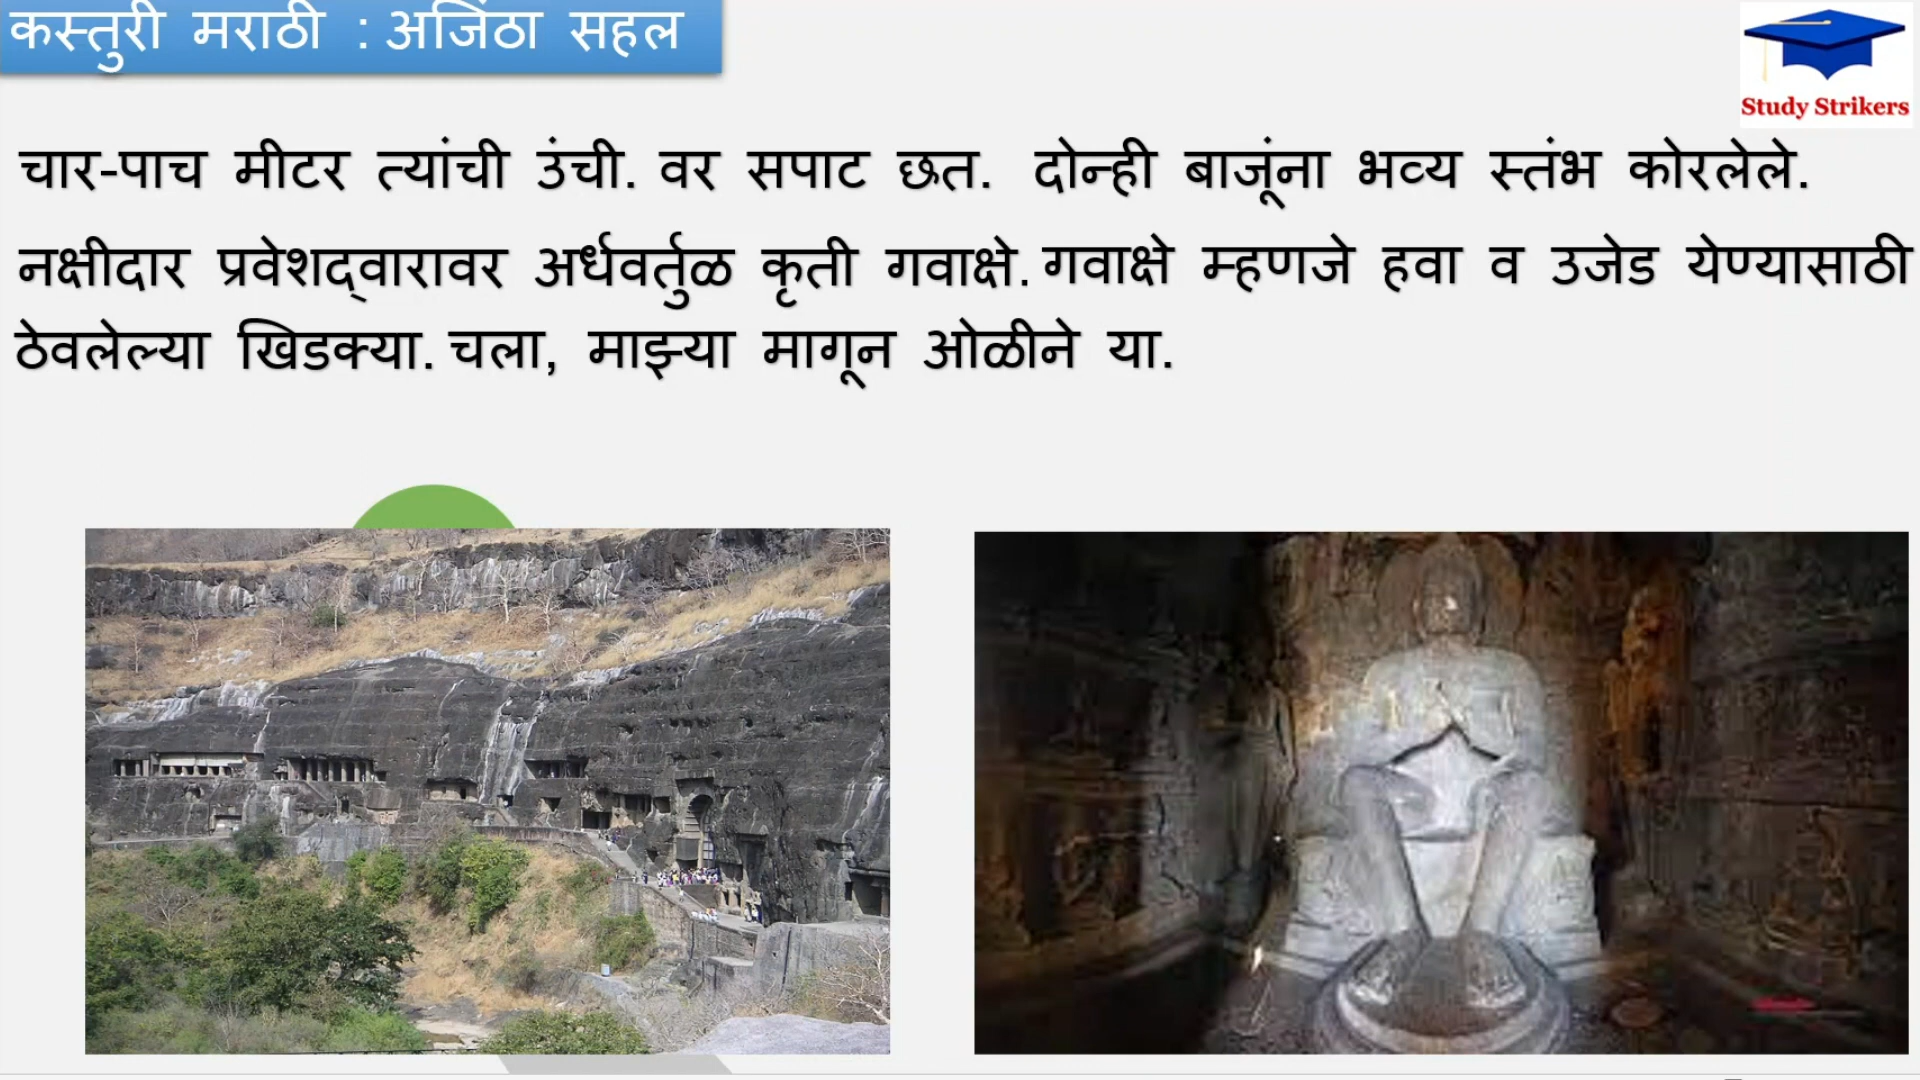 कस्तुरी मराठी : अजिंठा सहल
Study Strikers
चार-पाच मीटर त्यांची उंची. वर सपाट छत. दोन्ही बाजूंना भव्य स्तंभ कोरलेले.
नक्षीदार प्रवेशद्‌वारावर अर्धवर्तुळ कृती गवाक्षे. गवाक्षे म्हणजे हवा व उजेड येण्यासाठी
ठेवलेल्या खिडक्या. चला, माझ्या मागून ओळीने या.